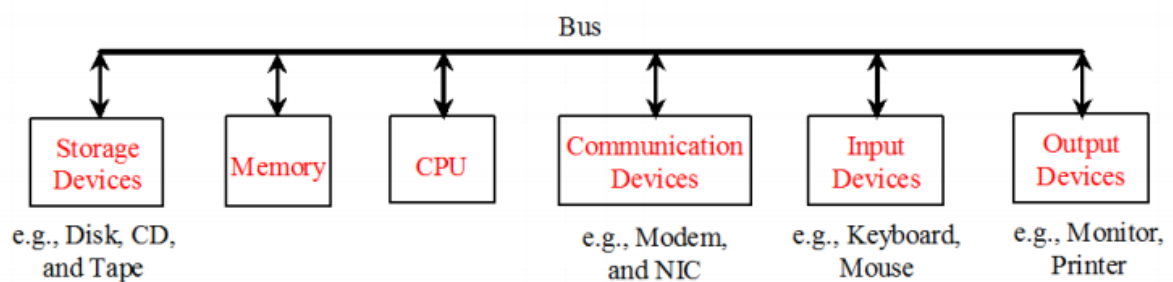 Bus
Storage
Devices
Memory
CPU
Communication
Devices
Input
Devices
Output
Devices
e.g., Disk, CD,
and Tape
e.g., Modem,
and NIC
e.g., Keyboard,
Mouse
e.g., Monitor,
Printer